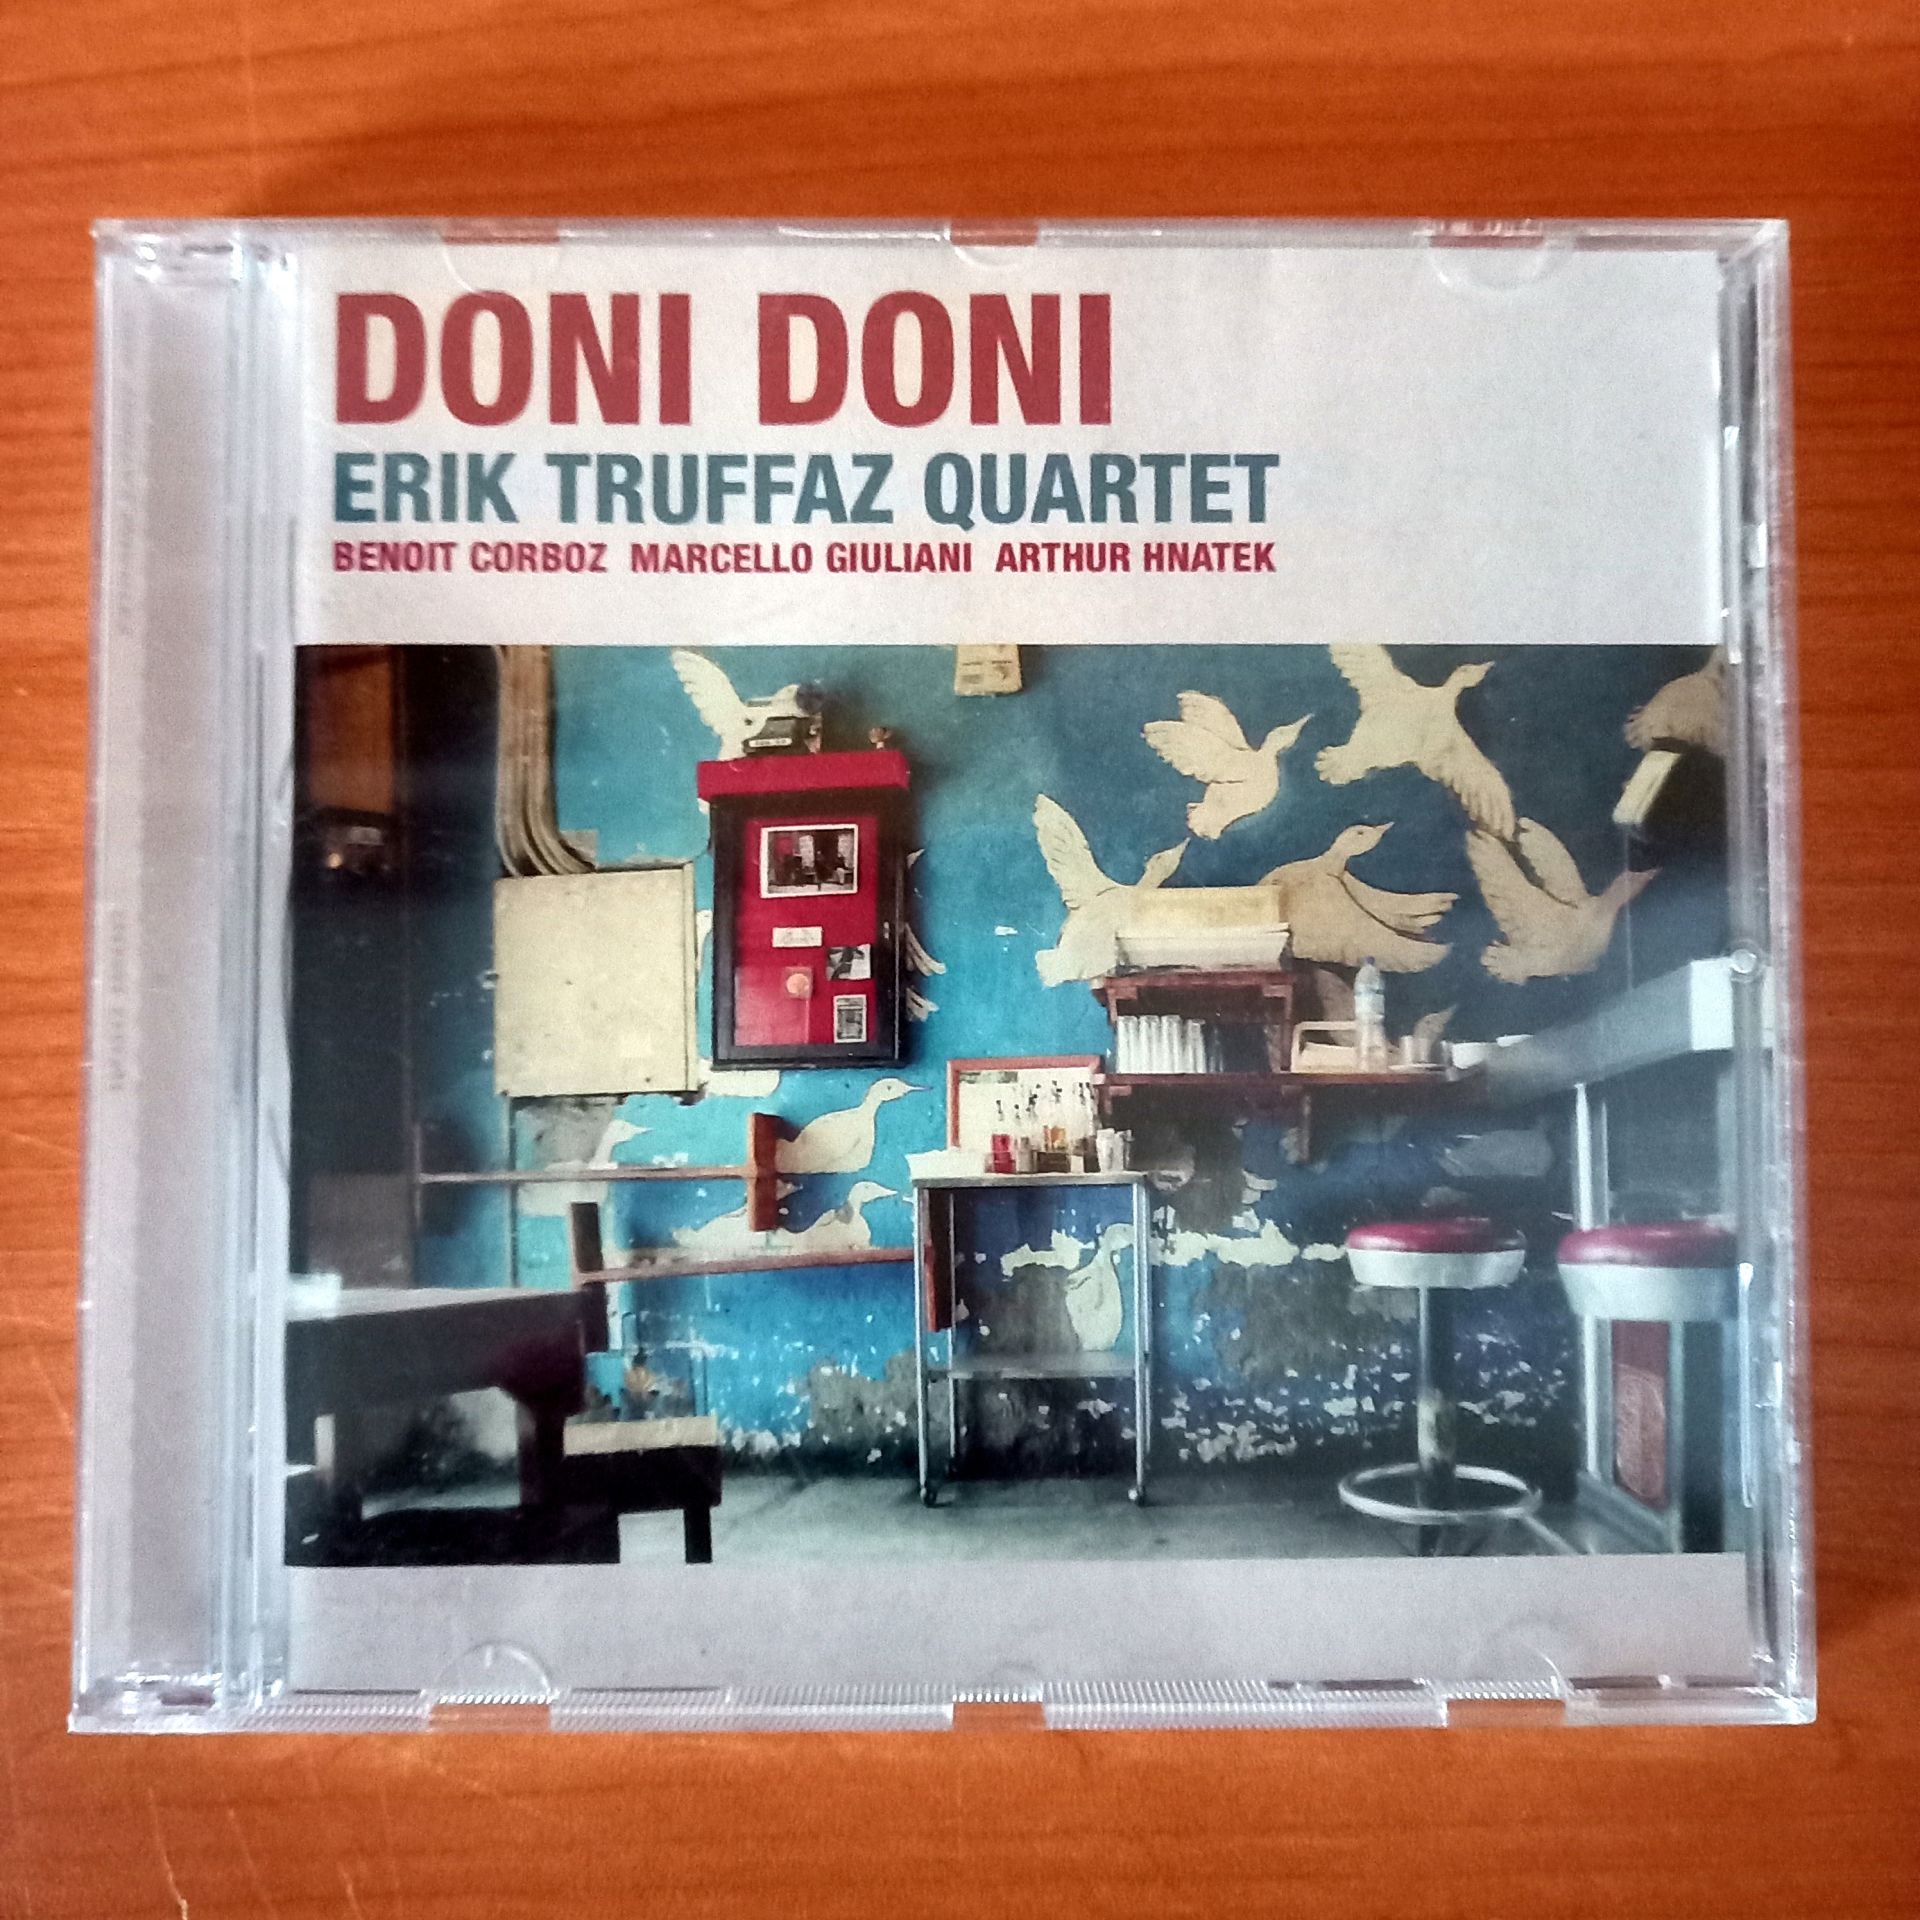 DONI DONI
ERIK TRUFFAZ QUARTET
BENOIT CORBOZ MARCELLO GIULIANI ARTHUR HNATEK